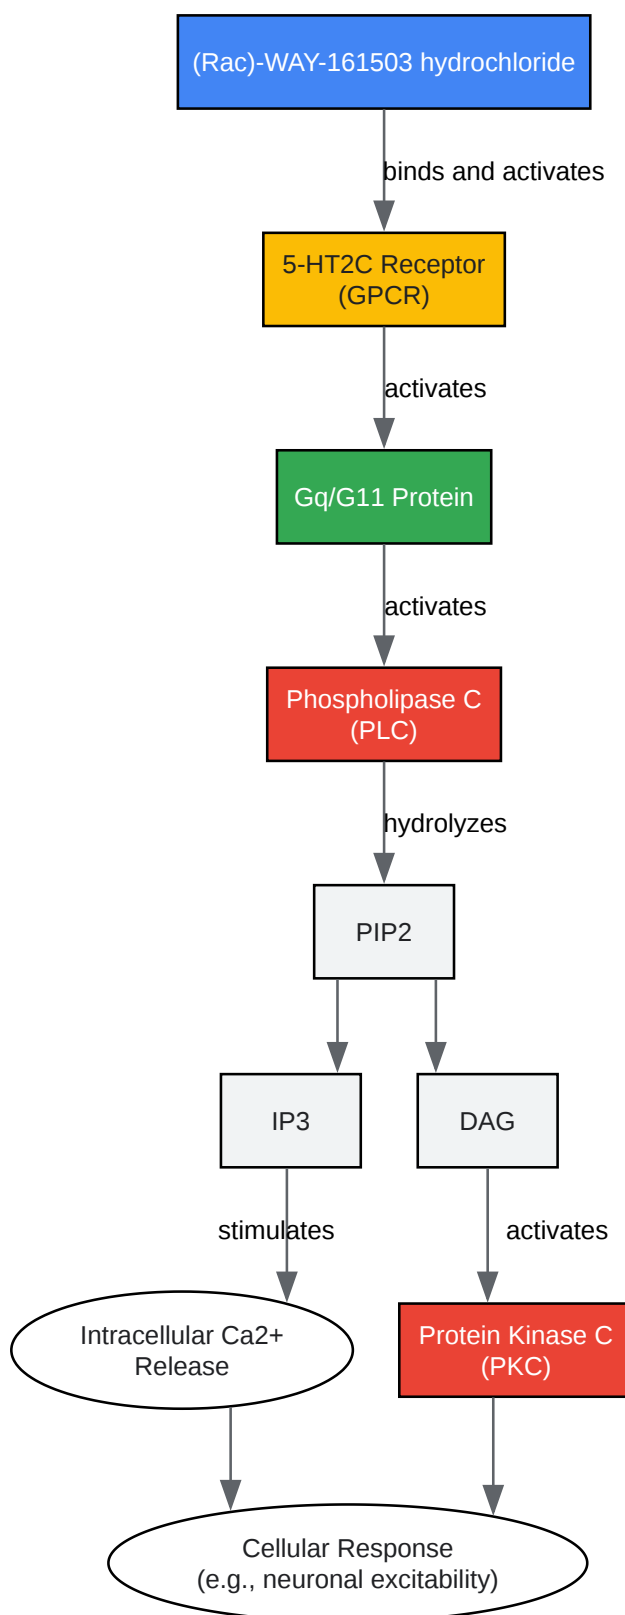 (Rac)-WAY-161503 hydrochloride
binds and activates
5-HT2C Receptor
(GPCR)
activates
Gq/G11 Protein
activates
Phospholipase C
(PLC)
hydrolyzes
PIP2
IP3
DAG
stimulates
activates
Intracellular Ca2+
Release
Protein Kinase C
(PKC)
Cellular Response
(e.g., neuronal excitability)